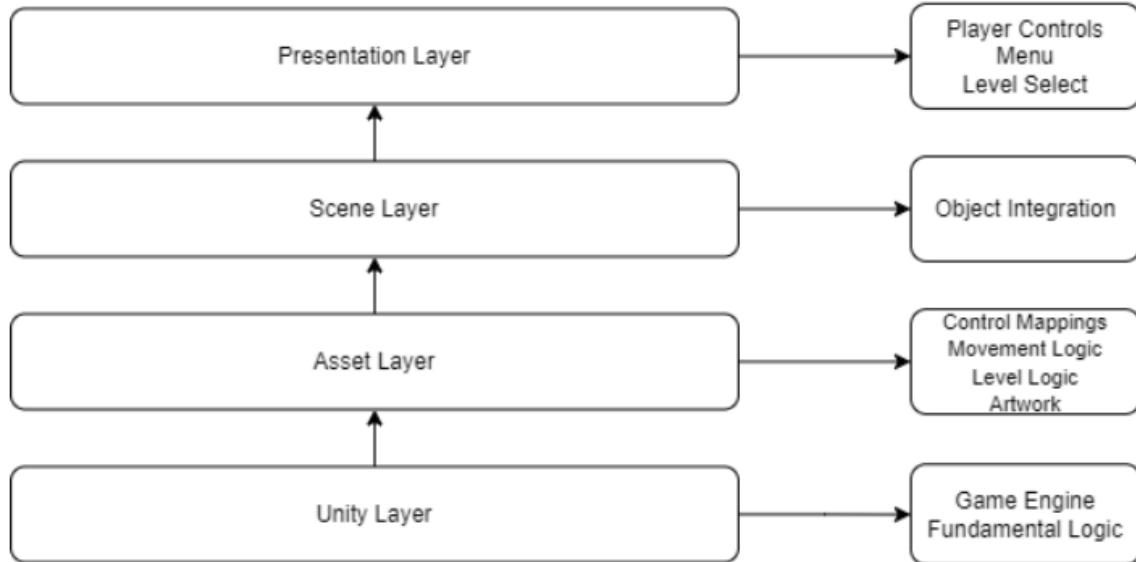 Presentation Layer
Player Controls
Menu
Level Select
Scene Layer
Object Integration
Asset Layer
Control Mappings
Movement Logic
Level Logic
Artwork
Unity Layer
Game Engine
Fundamental Logic